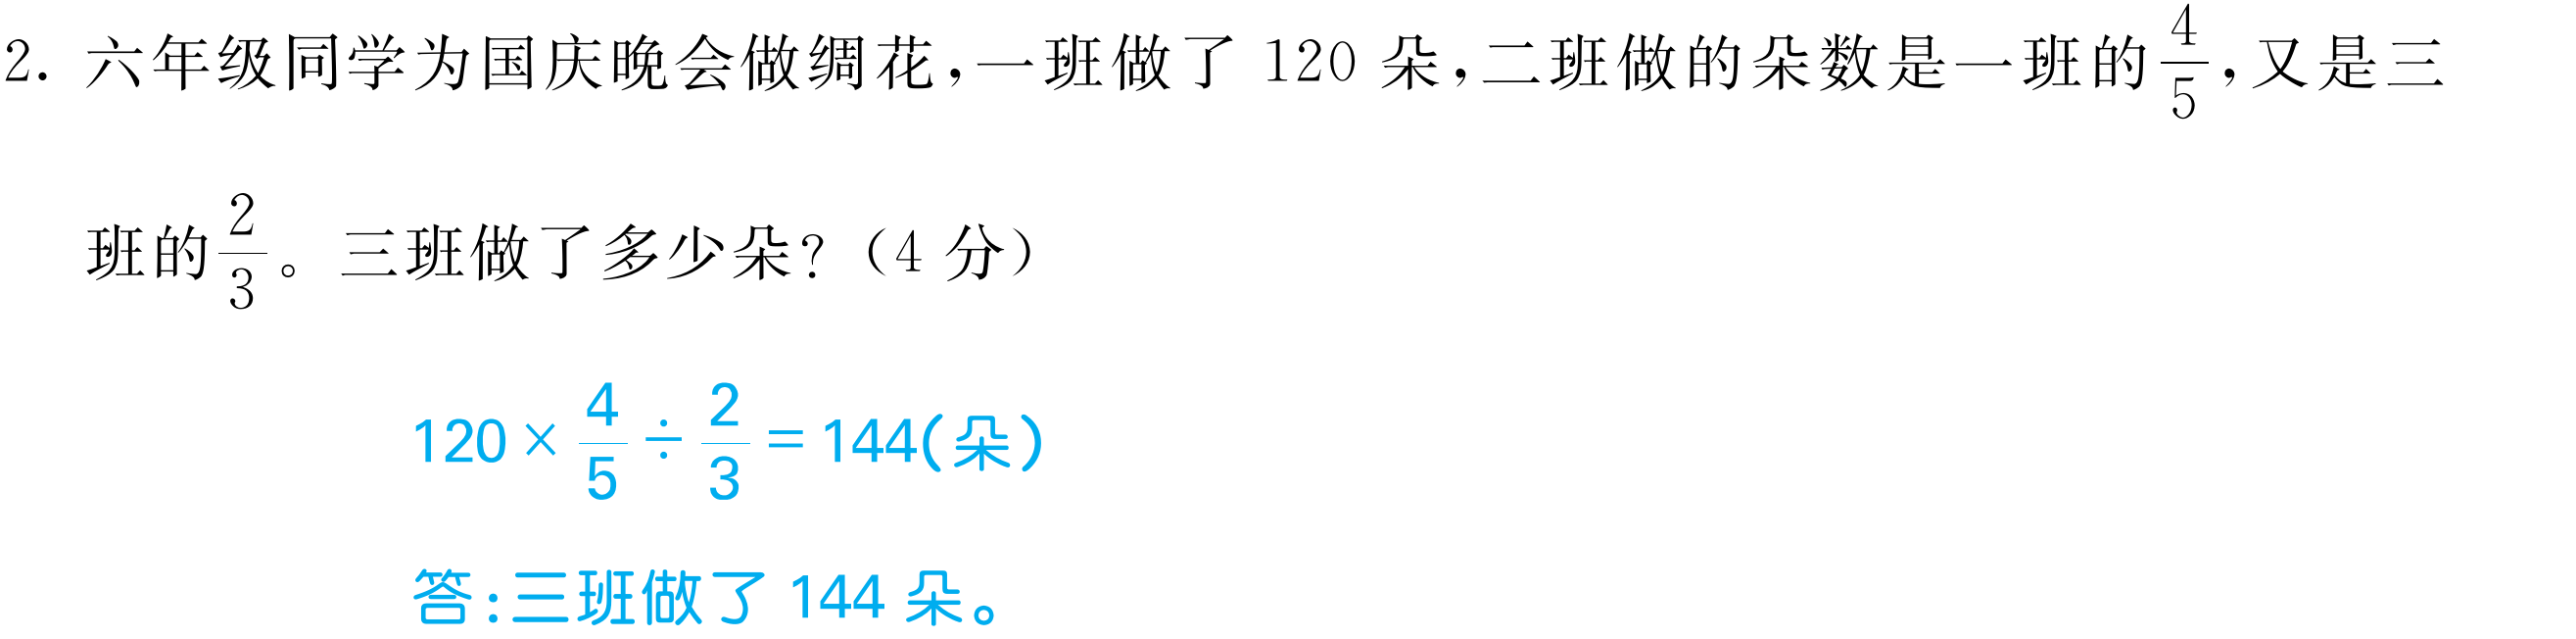 2. 六年级同学为国庆晚会做绸花,一班做了 120 朵,二班做的朵数是一班的4/5,又是三
班的2/3。三班做了多少朵?(4 分)
120 × 4/5 ÷ 2/3 = 144(朵)
答:三班做了 144 朵。